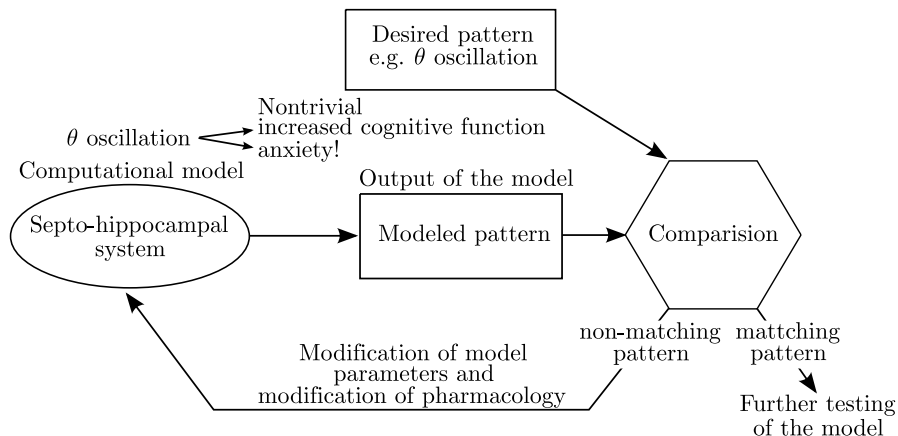 Desired pattern
e.g. θ oscillation
Nontrivial
θ oscillation
increased cognitive function
anxiety!
Computational model
Septo-hippocampal
system
Output of the model
Modeled pattern
Comparision
non-matching
pattern
mattching
pattern
Modification of model
parameters and
modification of pharmacology
Further testing
of the model